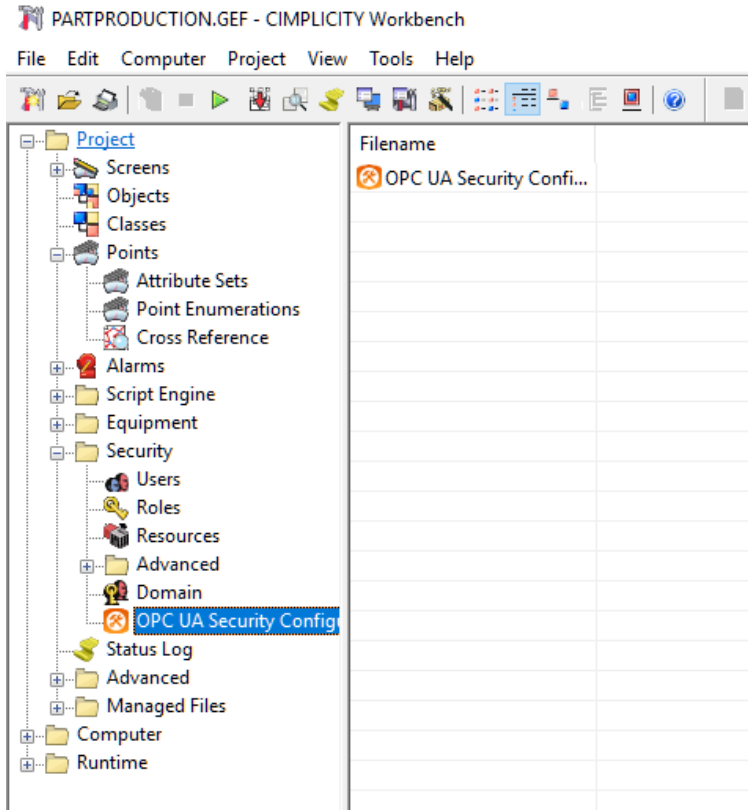 PARTPRODUCTION.GEF - CIMPLICITY Workbench
File Edit Computer Project View Tools Help
Project
Screens
Objects
Classes
Points
Attribute Sets
Point Enumerations
Cross Reference
Alarms
Script Engine
Equipment
Security
Users
Roles
Resources
Advanced
Domain
OPC UA Security Config
Status Log
Advanced
Managed Files
Computer
Runtime
Filename
OPC UA Security Confi...